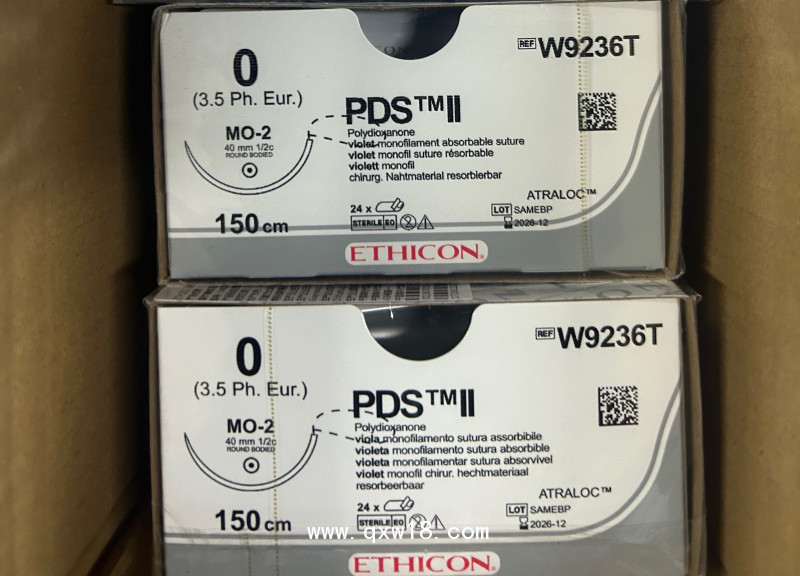 0
(3.5 Ph. Eur.)
MO-2
40 mm 1/2c
ROUND BODIED
150 cm
REF W9236T
PDS™II
Polydioxanone
violet monofilament absorbable suture
violet monofil suture résorbable
violett monofil
chirurg. Nahtmaterial resorbierbar
24 x
STERILE EO
ATRALOC™
LOT SAMEBP
2026-12
ETHICON
0
(3.5 Ph. Eur.)
MO-2
40 mm 1/2c
ROUND BODIED
150 cm
REF W9236T
PDS™II
Polydioxanone
viola monofilamento sutura assorbibile
violeta monofilamento sutura absorbible
violeta monofilamentar sutura absorvível
violet monofil chirur. hechtmateriaal
resorbeerbaar
24 x
STERILE EO
ATRALOC™
LOT SAMEBP
2026-12
www.qxw18.com
ETHICON